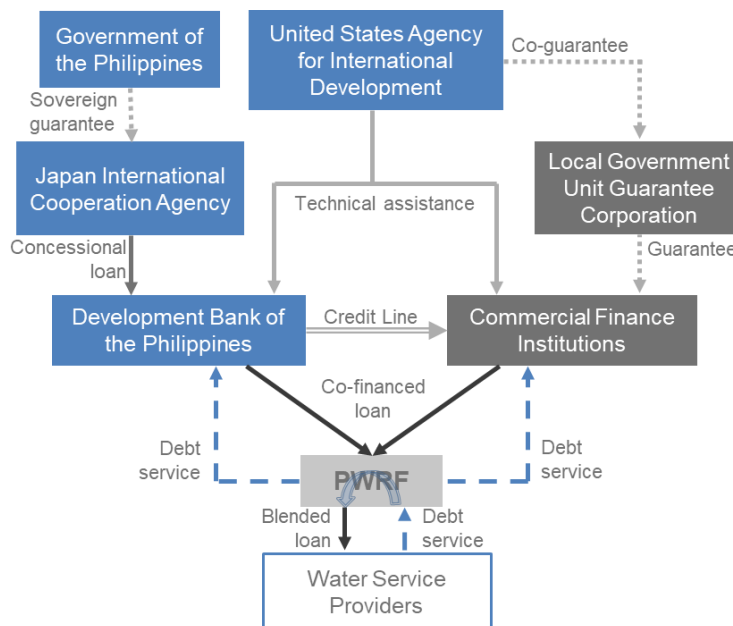 Government of
the Philippines
United States Agency
for International
Development
Co-guarantee
Sovereign
guarantee
Japan International
Cooperation Agency
Local Government
Unit Guarantee
Corporation
Technical assistance
Concessional
loan
Guarantee
Development Bank of
the Philippines
Credit Line
Commercial Finance
Institutions
Co-financed
loan
Debt
service
Debt
service
PWRF
Blended
loan
Debt
service
Water Service
Providers